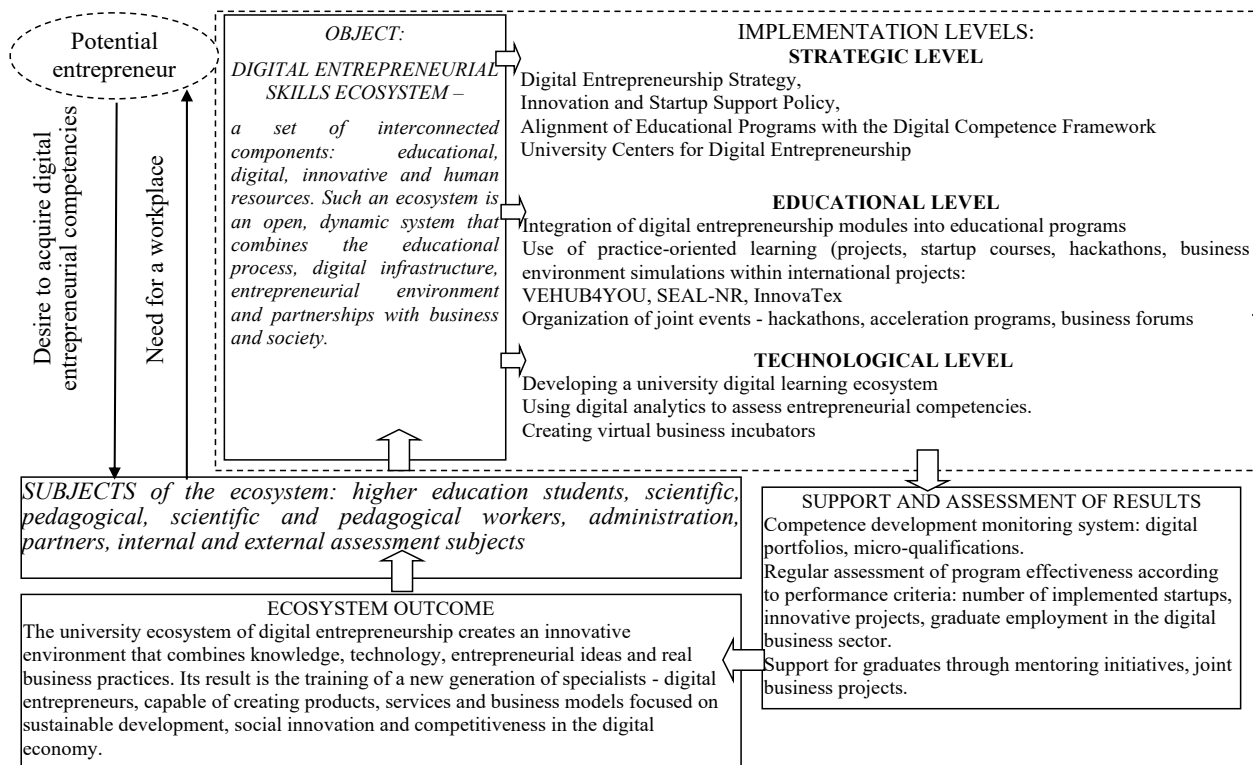 Potential
entrepreneur
Desire to acquire digital
entrepreneurial competencies
Need for a workplace
OBJECT:
DIGITAL ENTREPRENEURIAL
SKILLS ECOSYSTEM –
a set of interconnected
components: educational,
digital, innovative and human
resources. Such an ecosystem is
an open, dynamic system that
combines the educational
process, digital infrastructure,
entrepreneurial environment
and partnerships with business
and society.
IMPLEMENTATION LEVELS:
STRATEGIC LEVEL
Digital Entrepreneurship Strategy,
Innovation and Startup Support Policy,
Alignment of Educational Programs with the Digital Competence Framework
University Centers for Digital Entrepreneurship
EDUCATIONAL LEVEL
Integration of digital entrepreneurship modules into educational programs
Use of practice-oriented learning (projects, startup courses, hackathons, business
environment simulations within international projects:
VEHUB4YOU, SEAL-NR, InnovaTex
Organization of joint events - hackathons, acceleration programs, business forums
TECHNOLOGICAL LEVEL
Developing a university digital learning ecosystem
Using digital analytics to assess entrepreneurial competencies.
Creating virtual business incubators
SUBJECTS of the ecosystem: higher education students, scientific,
pedagogical, scientific and pedagogical workers, administration,
partners, internal and external assessment subjects
SUPPORT AND ASSESSMENT OF RESULTS
Competence development monitoring system: digital
portfolios, micro-qualifications.
Regular assessment of program effectiveness according
to performance criteria: number of implemented startups,
innovative projects, graduate employment in the digital
business sector.
Support for graduates through mentoring initiatives, joint
business projects.
ECOSYSTEM OUTCOME
The university ecosystem of digital entrepreneurship creates an innovative
environment that combines knowledge, technology, entrepreneurial ideas and real
business practices. Its result is the training of a new generation of specialists - digital
entrepreneurs, capable of creating products, services and business models focused on
sustainable development, social innovation and competitiveness in the digital
economy.